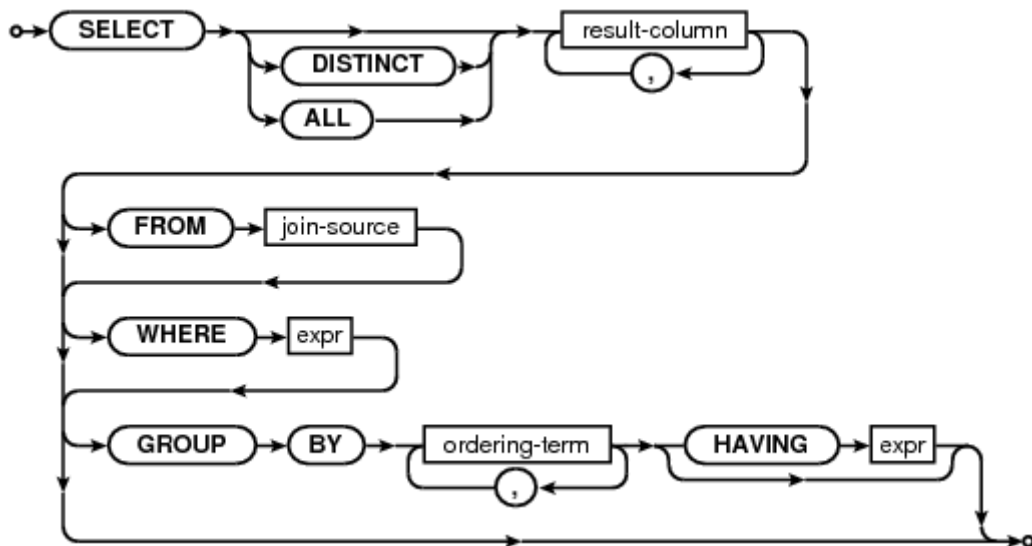 SELECT result-column
DISTINCT ,
ALL
FROM join-source
WHERE expr
GROUP BY ordering-term HAVING expr
,